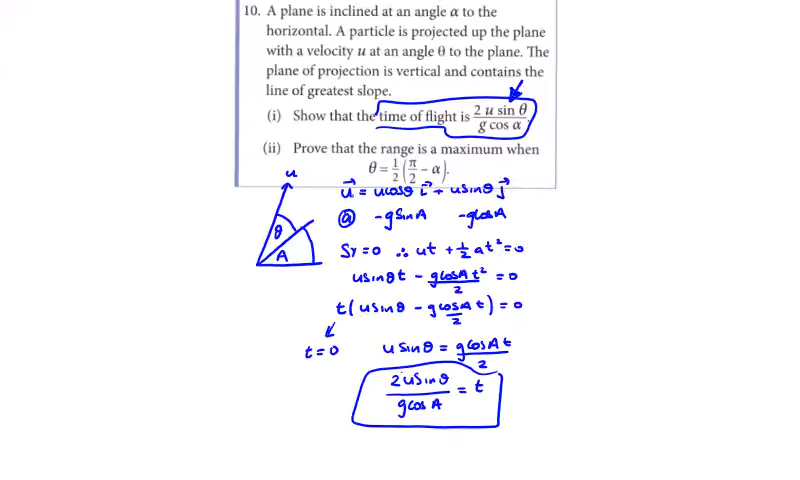 10. A plane is inclined at an angle α to the
horizontal. A particle is projected up the plane
with a velocity u at an angle θ to the plane. The
plane of projection is vertical and contains the
line of greatest slope.
(i) Show that the time of flight is 2 u sin θ / g cos α.
(ii) Prove that the range is a maximum when
θ = 1/2 (π/2 − α).
u
θ
A
u⃗ = ucosθ i⃗ + usinθ j⃗
ⓐ -gSinA -gCosA
Sy=0 ∴ ut + 1/2 at² = 0
usinθt − gcosAt²/2 = 0
t(usinθ − gcosA t/2) = 0
t = 0
usinθ = gcosAt/2
2usinθ/gcosA = t